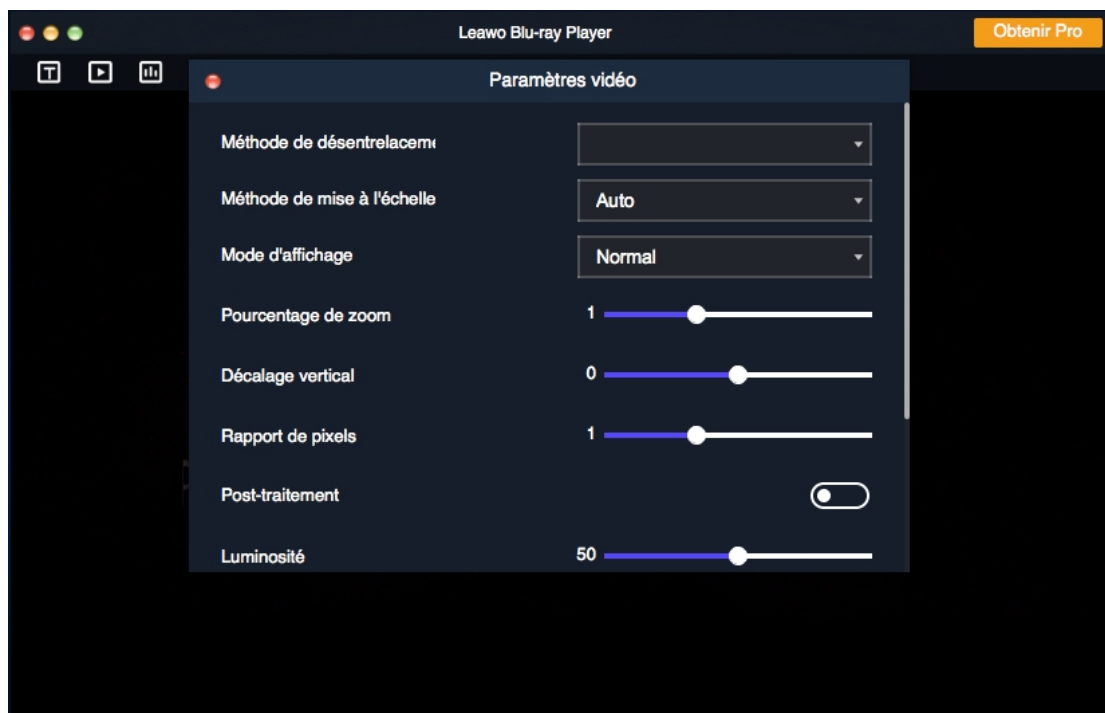 Leawo Blu-ray Player
Obtenir Pro
T
Paramètres vidéo
Méthode de désentrelaceme
Méthode de mise à l'échelle
Auto
Mode d'affichage
Normal
Pourcentage de zoom
1
Décalage vertical
0
Rapport de pixels
1
Post-traitement
Luminosité
50